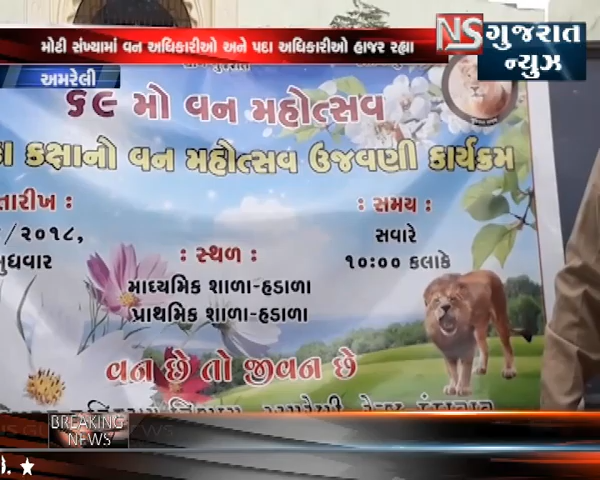 મોટી સંખ્યામાં વન અધિકારીઓ અને પદા અધિકારીઓ હાજર રહ્યા
NS ગુજરાત
ન્યુઝ
અમરેલી
૬૯ મો વન મહોત્સવ
કક્ષાનો વન મહોત્સવ ઉજવણી કાર્યક્રમ
તારીખ :
: સમય :
/૨૦૧૮,
સવારે
બુધવાર
૧૦:૦૦ કલાકે
: સ્થળ :
માધ્યમિક શાળા-હડાળા
પ્રાથમિક શાળા-હડાળા
વન છે તો જીવન છે
BREAKING
NEWS